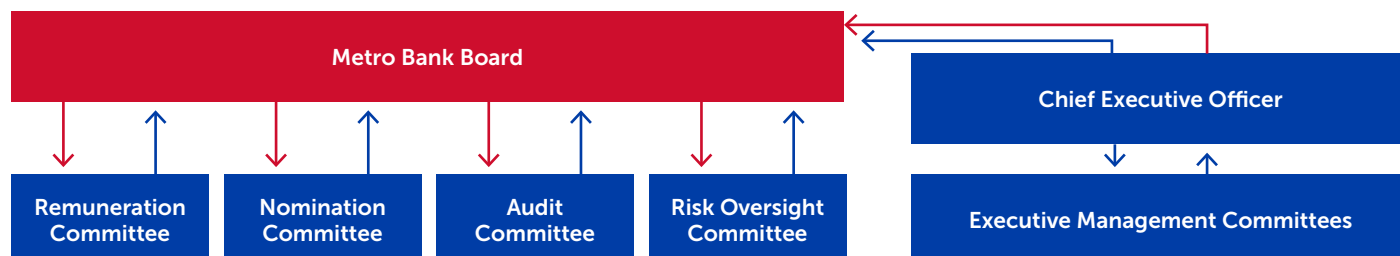 Metro Bank Board
Chief Executive Officer
Remuneration
Committee
Nomination
Committee
Audit
Committee
Risk Oversight
Committee
Executive Management Committees